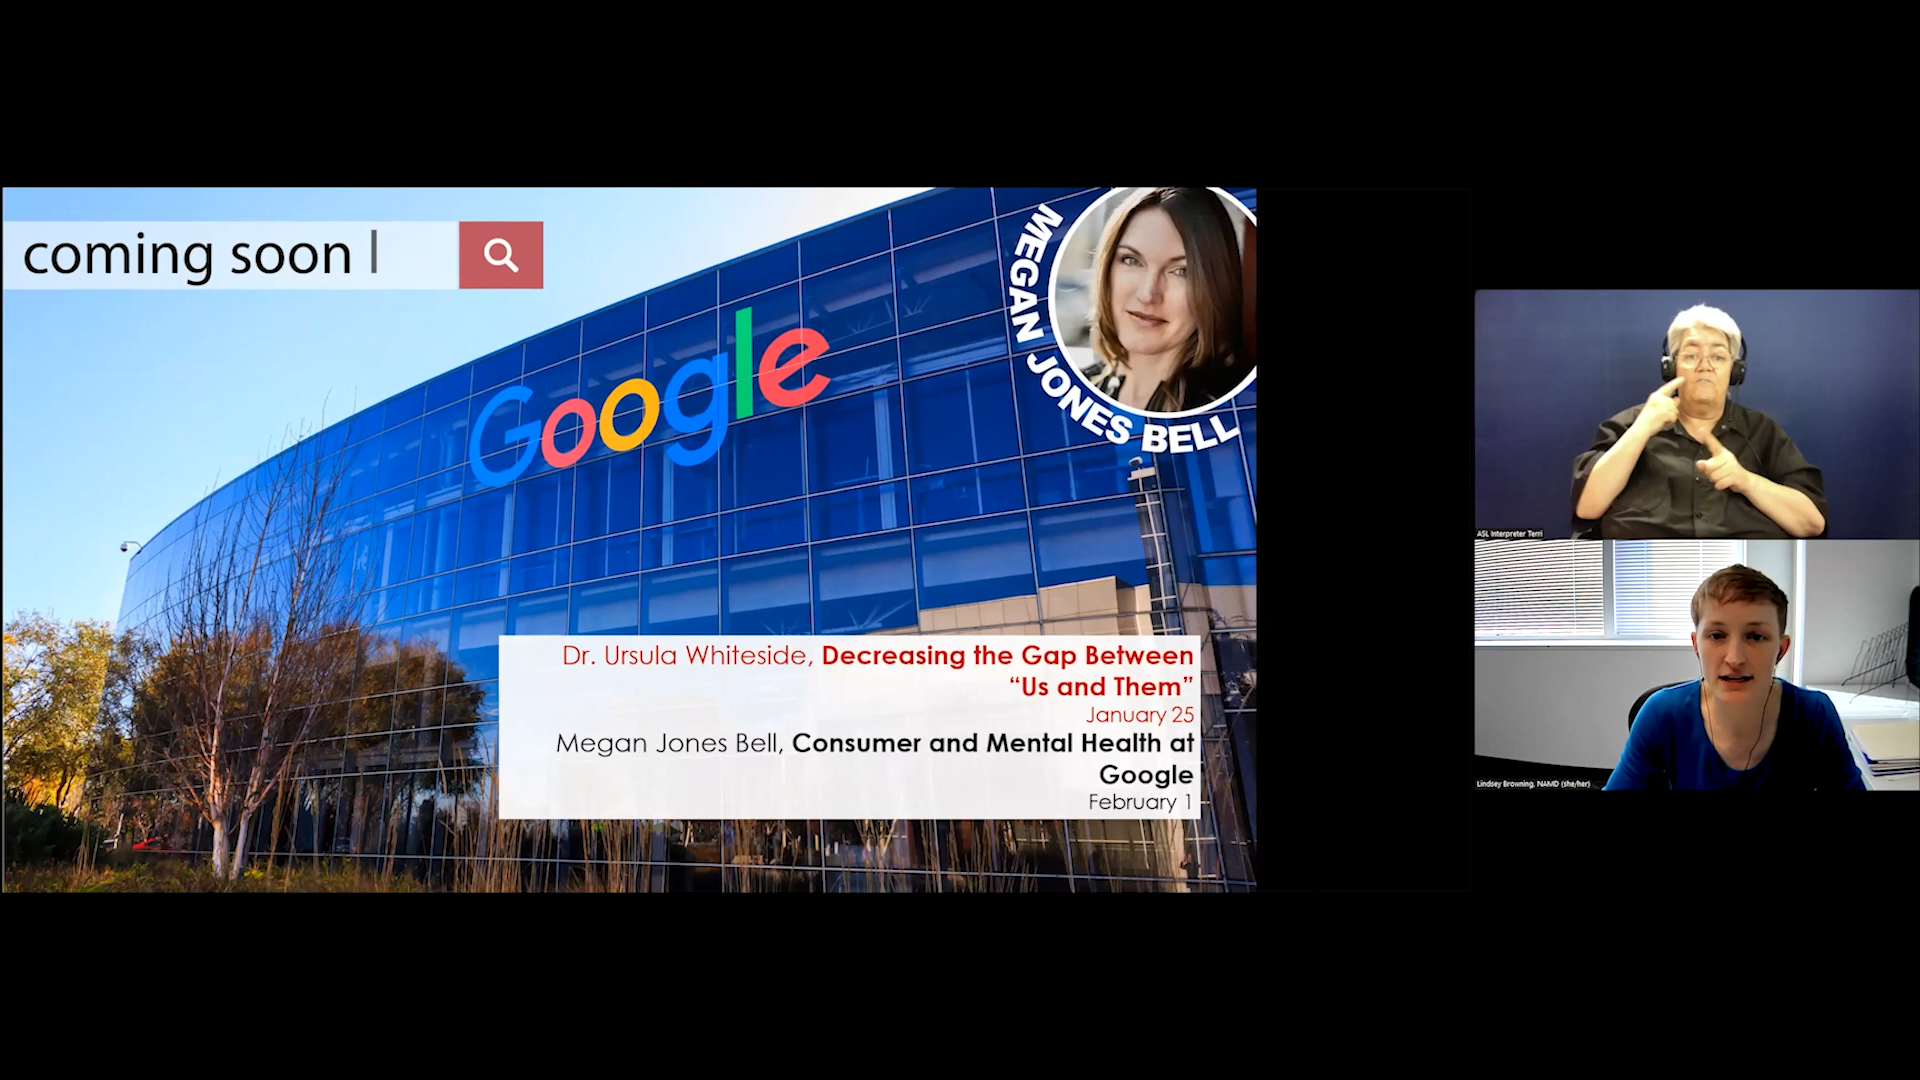 coming soon
Google
MEGAN JONES BELL
Dr. Ursula Whiteside, Decreasing the Gap Between
“Us and Them”
January 25
Megan Jones Bell, Consumer and Mental Health at
Google
February 1
ASL Interpreter Terri
Lindsey Browning, NAMD (she/her)